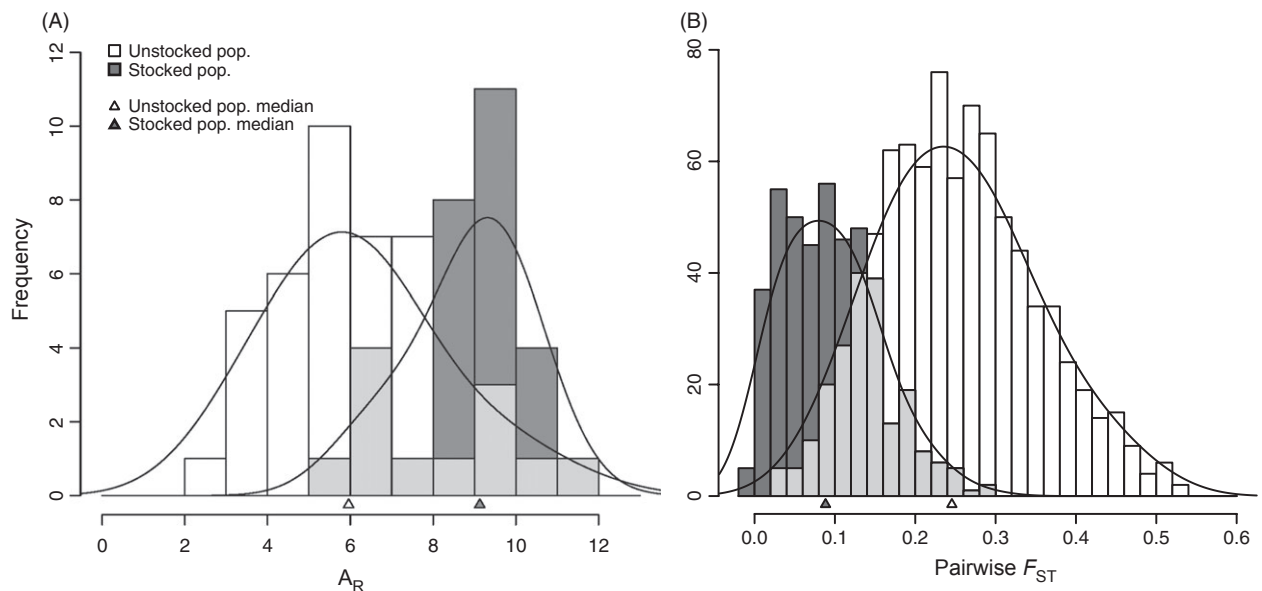 (A)
Unstocked pop.
Stocked pop.
Unstocked pop. median
Stocked pop. median
Frequency
0 2 4 6 8 10 12
0 2 4 6 8 10 12
A_R
(B)
0 20 40 60 80
0.0 0.1 0.2 0.3 0.4 0.5 0.6
Pairwise F_ST